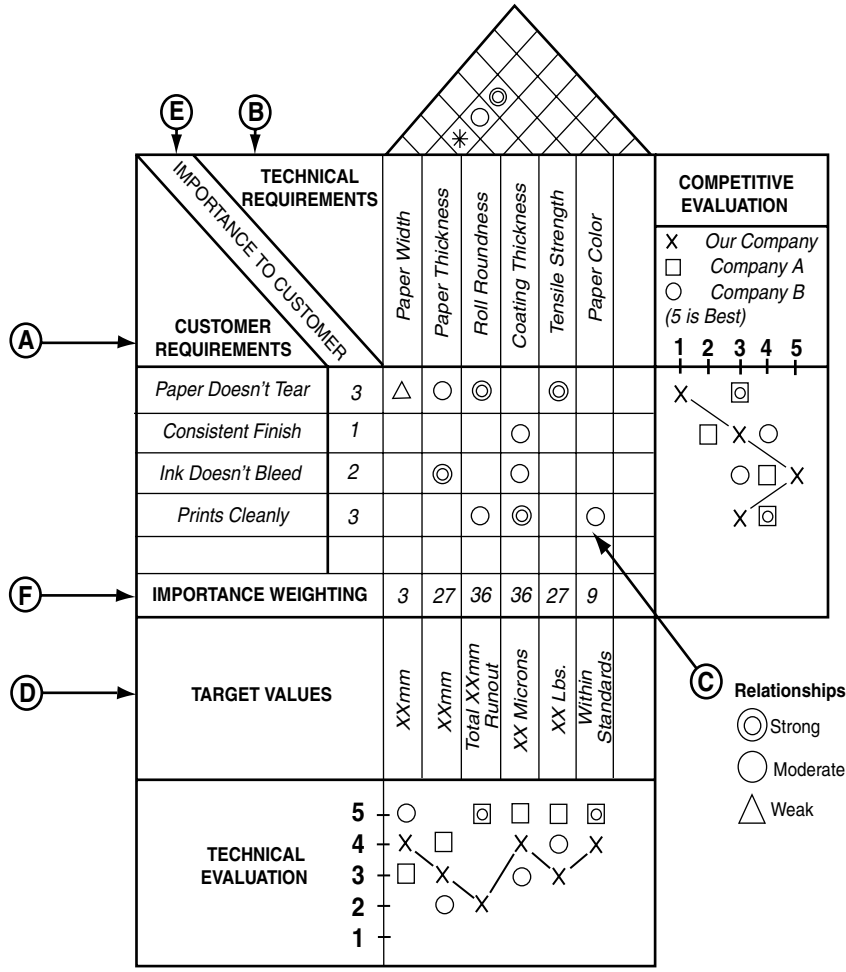 E
B
IMPORTANCE TO CUSTOMER
TECHNICAL
REQUIREMENTS
CUSTOMER
REQUIREMENTS
A
Paper Width
Paper Thickness
Roll Roundness
Coating Thickness
Tensile Strength
Paper Color
COMPETITIVE
EVALUATION
X Our Company
Company A
Company B
(5 is Best)
1 2 3 4 5
Paper Doesn't Tear 3
Consistent Finish 1
Ink Doesn't Bleed 2
Prints Cleanly 3
F
IMPORTANCE WEIGHTING 3 27 36 36 27 9
D
TARGET VALUES
XXmm
XXmm
Total XXmm
Runout
XX Microns
XX Lbs.
Within
Standards
C
Relationships
Strong
Moderate
Weak
TECHNICAL
EVALUATION
5
4
3
2
1